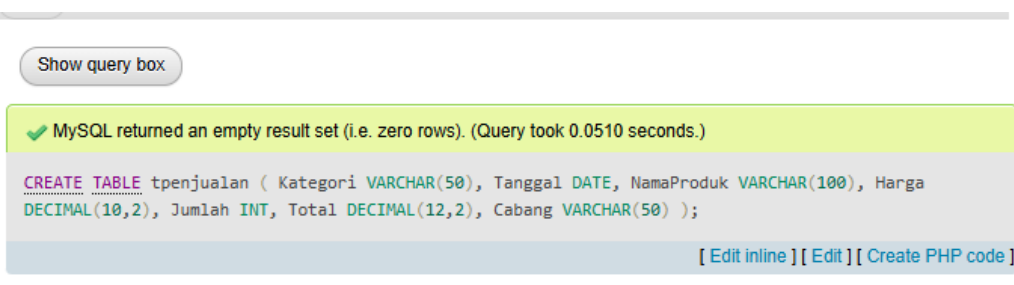 Show query box
MySQL returned an empty result set (i.e. zero rows). (Query took 0.0510 seconds.)
CREATE TABLE tpenjualan ( Kategori VARCHAR(50), Tanggal DATE, NamaProduk VARCHAR(100), Harga
DECIMAL(10,2), Jumlah INT, Total DECIMAL(12,2), Cabang VARCHAR(50) );
[ Edit inline ] [ Edit ] [ Create PHP code ]